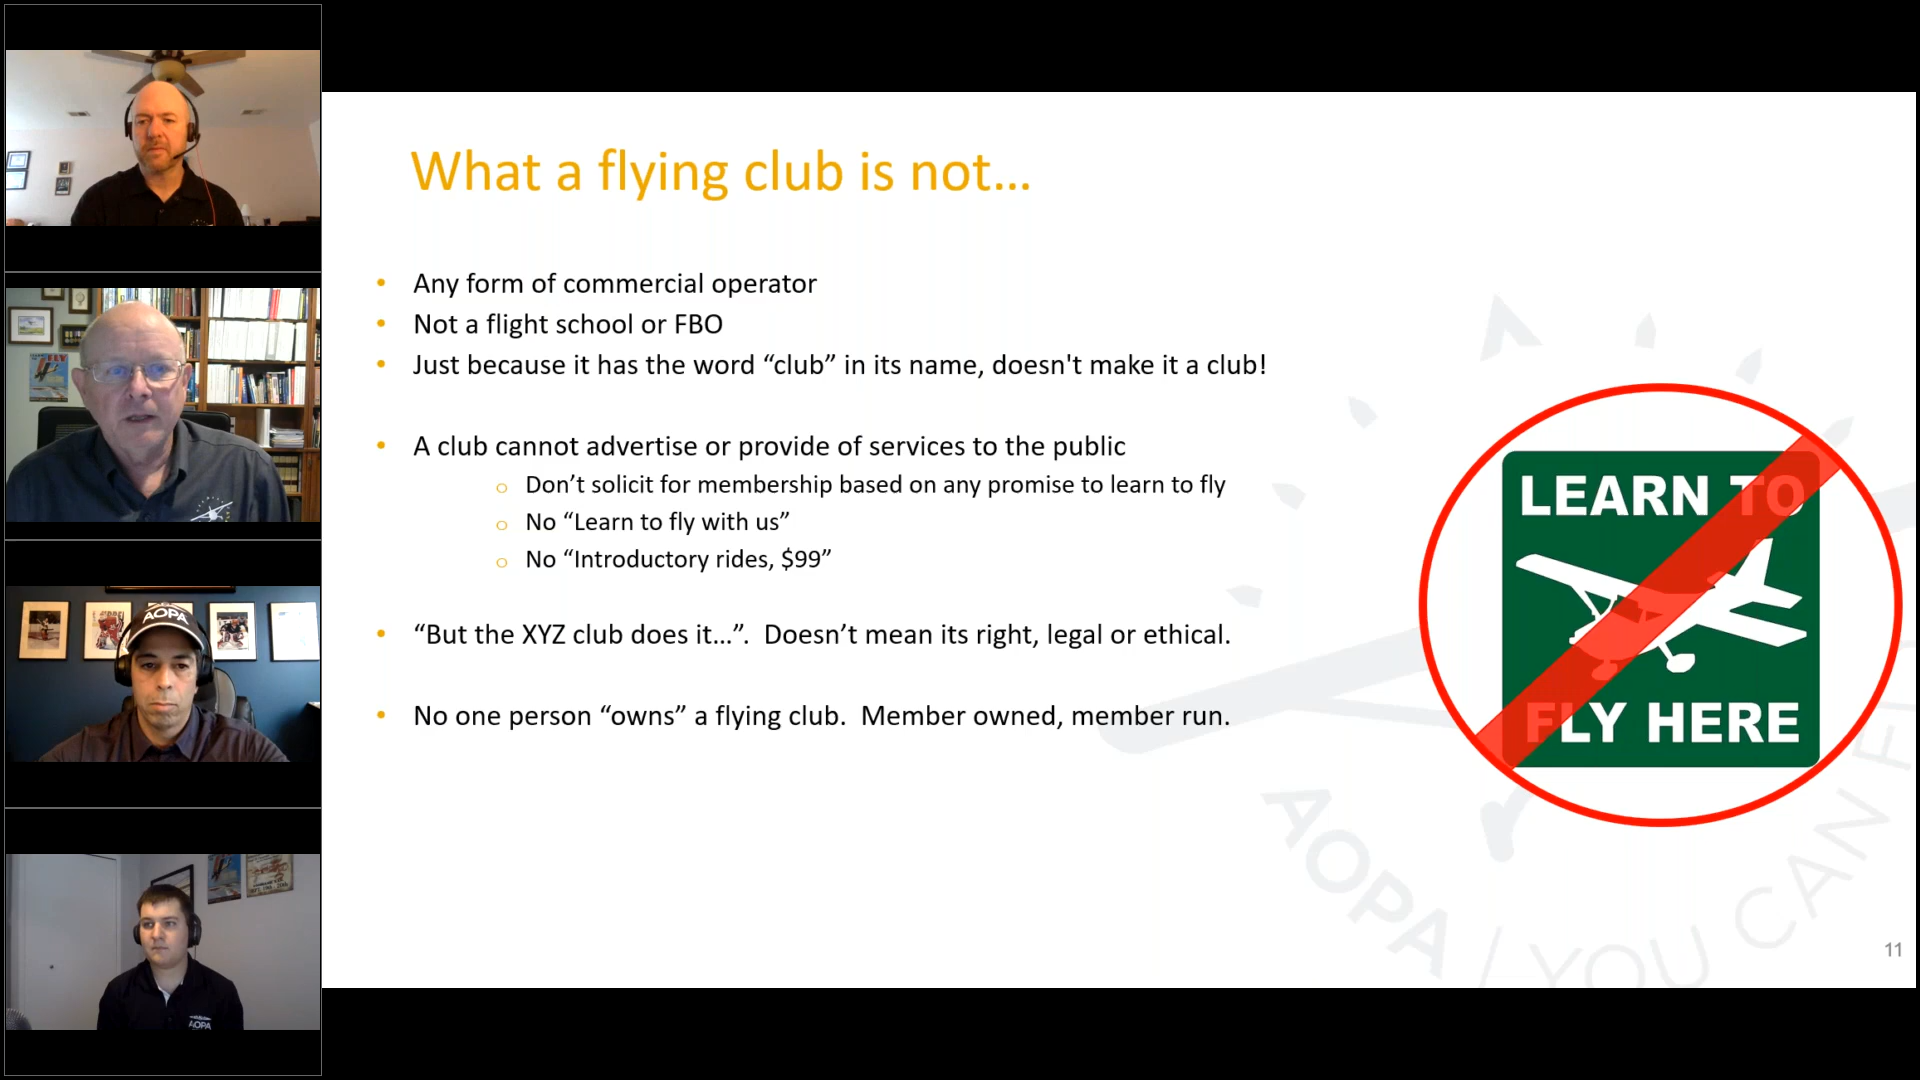 What a flying club is not...
• Any form of commercial operator
• Not a flight school or FBO
• Just because it has the word “club” in its name, doesn't make it a club!
• A club cannot advertise or provide of services to the public
o Don’t solicit for membership based on any promise to learn to fly
o No “Learn to fly with us”
o No “Introductory rides, $99”
• “But the XYZ club does it...”.  Doesn’t mean its right, legal or ethical.
• No one person “owns” a flying club.  Member owned, member run.
LEARN TO
FLY HERE
AOPA | YOU CAN
11
AOPA
AOPA